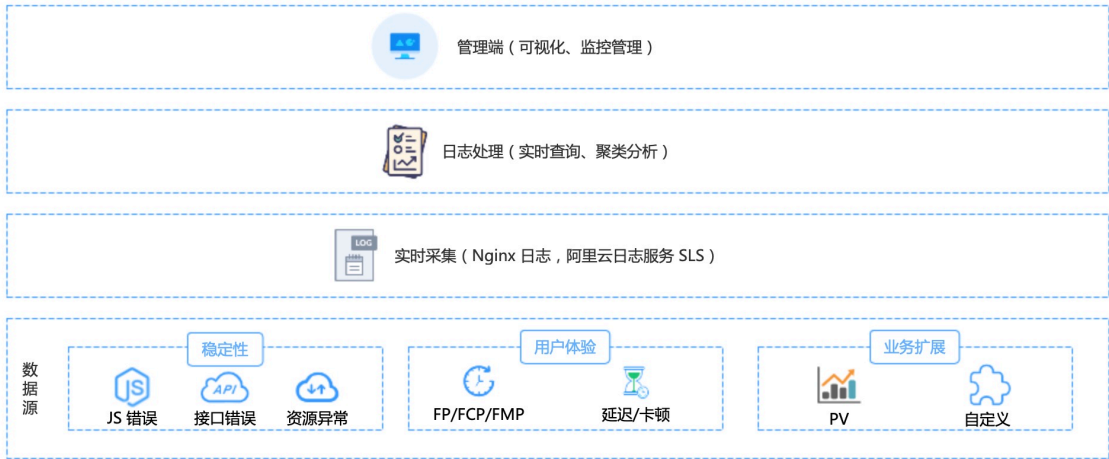 管理端（可视化、监控管理）
日志处理（实时查询、聚类分析）
LOG
实时采集（Nginx 日志，阿里云日志服务 SLS）
数据源
稳定性
用户体验
业务扩展
JS
API
JS 错误
接口错误
资源异常
FP/FCP/FMP
延迟/卡顿
PV
自定义